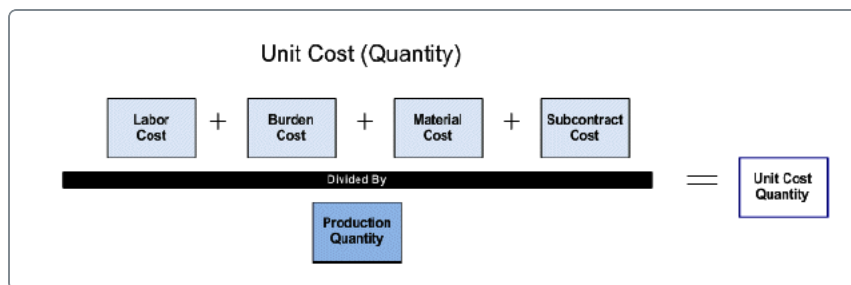 Unit Cost (Quantity)
Labor
Cost
+
Burden
Cost
+
Material
Cost
+
Subcontract
Cost
Divided By
=
Unit Cost
Quantity
Production
Quantity